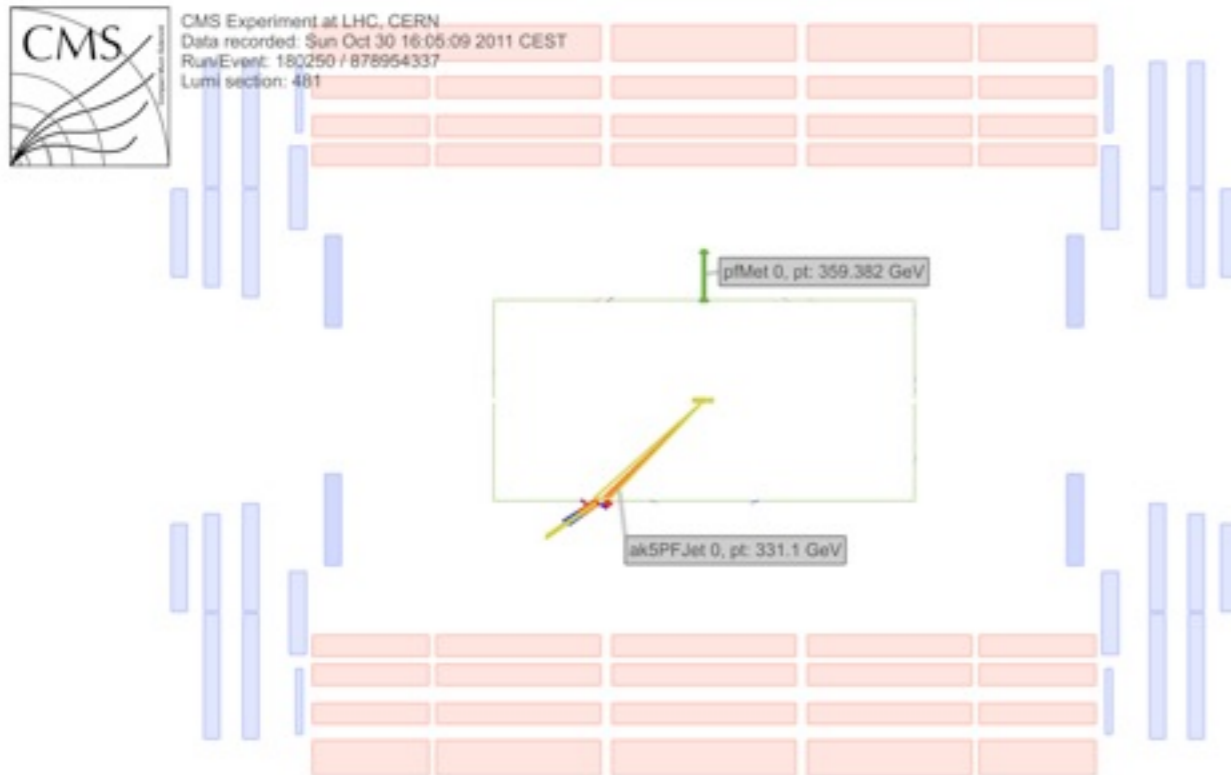 CMS
CMS Experiment at LHC, CERN
Data recorded: Sun Oct 30 16:05:09 2011 CEST
Run/Event: 180250 / 878954337
Lumi section: 481
pfMet 0, pt: 359.382 GeV
ak5PFJet 0, pt: 331.1 GeV